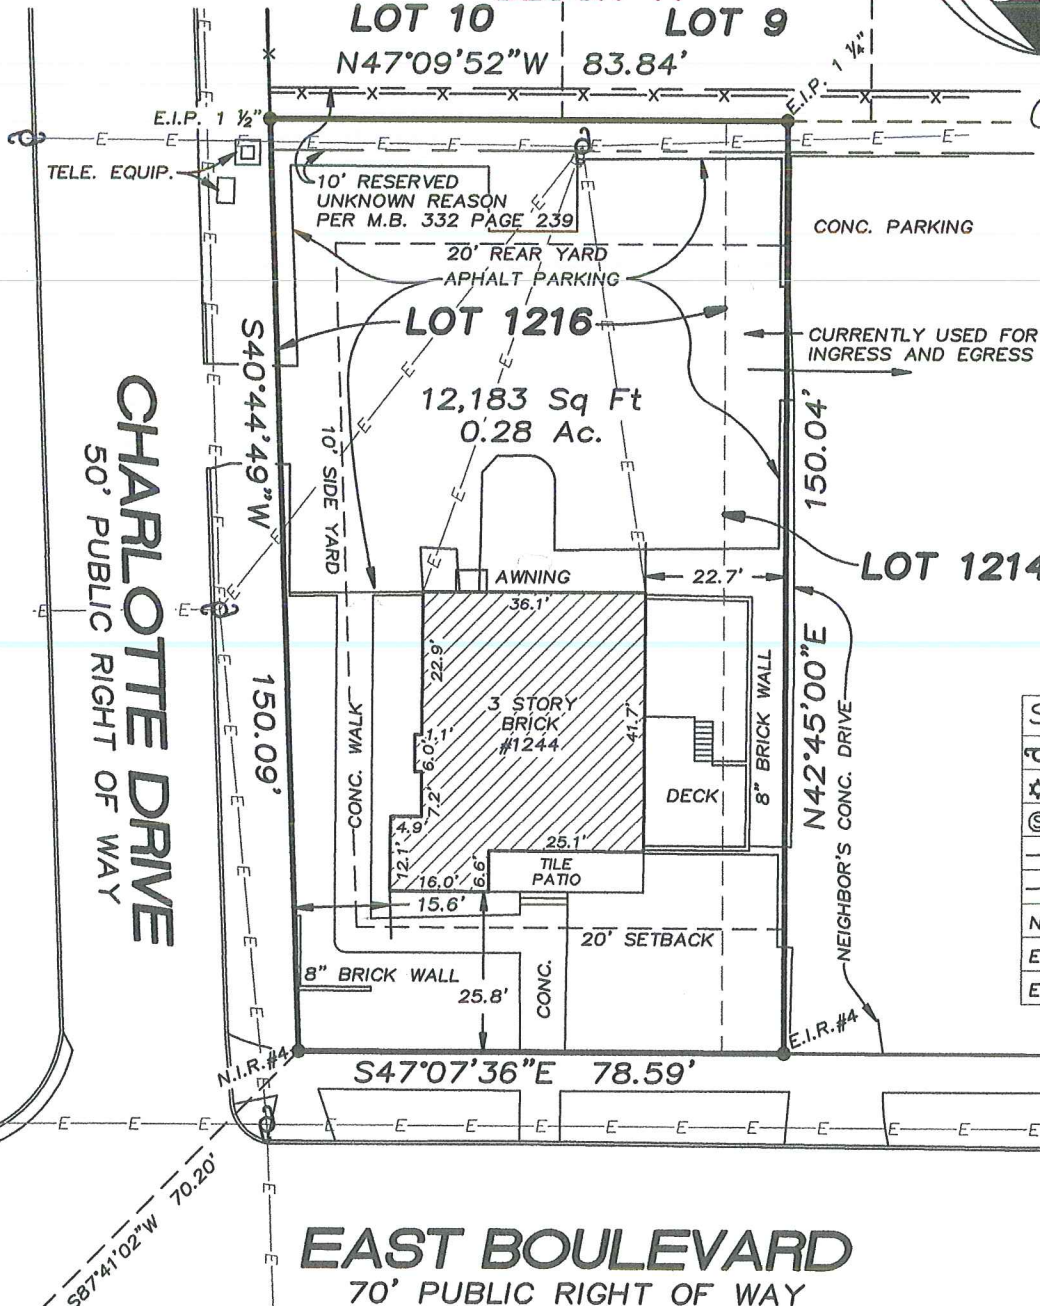 LOT 10
LOT 9
N47°09'52"W 83.84'
E.I.P. 1 ¼"
E.I.P. 1 ½"
TELE. EQUIP.
10' RESERVED
UNKNOWN REASON
PER M.B. 332 PAGE 239
CONC. PARKING
20' REAR YARD
APHALT PARKING
LOT 1216
CURRENTLY USED FOR
INGRESS AND EGRESS
S40°44'49"W
150.09'
12,183 Sq Ft
0.28 Ac.
10' SIDE YARD
150.04'
N42°45'00"E
CHARLOTTE DRIVE
50' PUBLIC RIGHT OF WAY
LOT 1214
AWNING
22.7'
36.1'
22.9'
3 STORY
BRICK
#1244
1.1'
6.0'
7.2'
4.9'
12.1'
16.0'
6.6'
25.1'
41.7'
CONC. WALK
8" BRICK WALL
DECK
TILE
PATIO
NEIGHBOR'S CONC. DRIVE
15.6'
20' SETBACK
8" BRICK WALL
25.8'
CONC.
N.I.R.#4
E.I.R.#4
S47°07'36"E 78.59'
S87°41'02"W 70.20'
EAST BOULEVARD
70' PUBLIC RIGHT OF WAY